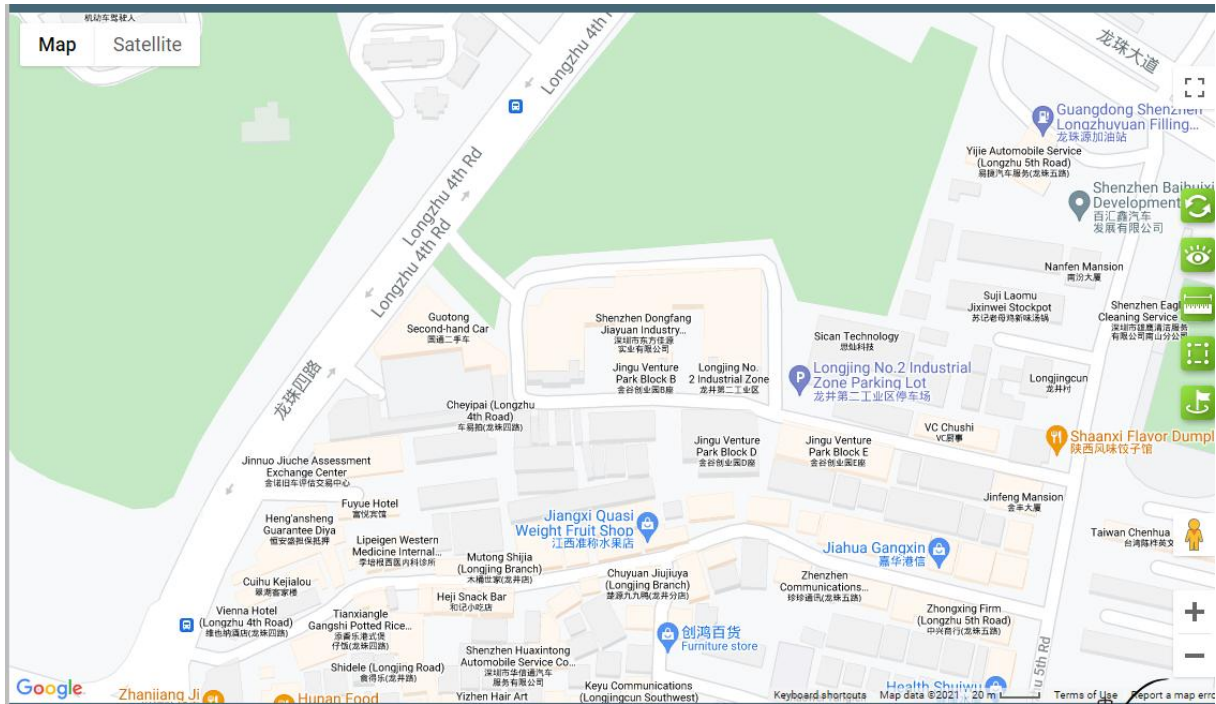 机动车驾驶人
Map
Satellite
Longzhu 4th R
龙珠大道
Guangdong Shenzhen
Longzhuyuan Filling...
龙珠源加油站
Yijie Automobile Service
(Longzhu 5th Road)
易捷汽车服务(龙珠五路)
Longzhu 4th Rd
Longzhu 4th Rd
Shenzhen Baihuixi
Development
百汇鑫汽车
发展有限公司
Nanfen Mansion
南汾大厦
Suji Laomu
Jixinwei Stockpot
苏记老母鸡新味汤锅
Shenzhen Eagl
Cleaning Service
深圳市雄鹰清洁服务
有限公司南山分公司
Guotong
Second-hand Car
国通二手车
Shenzhen Dongfang
Jiayuan Industry...
深圳市东方佳源
实业有限公司
Sican Technology
思灿科技
Jingu Venture
Park Block B
金谷创业园B座
Longjing No.
2 Industrial Zone
龙井第二工业区
P
Longjing No.2 Industrial
Zone Parking Lot
龙井第二工业区停车场
Longjingcun
龙井村
龙珠四路
Cheyipai (Longzhu
4th Road)
车易拍(龙珠四路)
VC Chushi
VC厨事
Shaanxi Flavor Dumpl
陕西风味饺子馆
Jingu Venture
Park Block D
金谷创业园D座
Jingu Venture
Park Block E
金谷创业园E座
Jinnuo Jiuche Assessment
Exchange Center
金诺旧车评估交易中心
Fuyue Hotel
富悦宾馆
Jinfeng Mansion
金丰大厦
Heng'ansheng
Guarantee Diya
恒安盛担保抵押
Jiangxi Quasi
Weight Fruit Shop
江西准称水果店
Taiwan Chenhua
Lipeigen Western
Medicine Internal...
李培根西医内科诊所
Jiahua Gangxin
嘉华港信
Mutong Shijia
(Longjing Branch)
木桶世家(龙井店)
Chuyuan Jiujiuya
(Longjing Branch)
楚源九九鸭(龙井分店)
Zhenzhen
Communications...
珍珍通讯(龙珠五路)
Cuihu Kejialou
翠湖客家楼
Heji Snack Bar
和记小吃店
Vienna Hotel
(Longzhu 4th Road)
维也纳酒店(龙珠四路)
Tianxiangle
Gangshi Potted Rice...
添香乐港式煲
仔饭(龙珠四路)
Zhongxing Firm
(Longzhu 5th Road)
中兴商行(龙珠五路)
创鸿百货
Furniture store
Shenzhen Huaxintong
Automobile Service Co...
深圳市华信通汽车
服务有限公司
u 5th Rd
Shidele (Longjing Road)
食得乐(龙井路)
Google
Zhanjiang Ji
Hunan Food
Yizhen Hair Art
Keyu Communications
(Longjingcun Southwest)
Health Shuiwu
Keyboard shortcuts
Map data ©2021
20 m
Terms of Use
Report a map erro